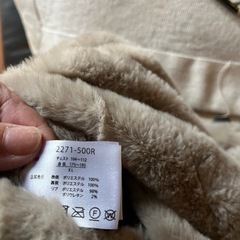 2271-500R
チェスト 104~112
身長 175~185
XL
表地 ポリエステル 100%
裏地 ポリエステル 100%
リブ ポリエステル 98%
ポリウレタン 2%